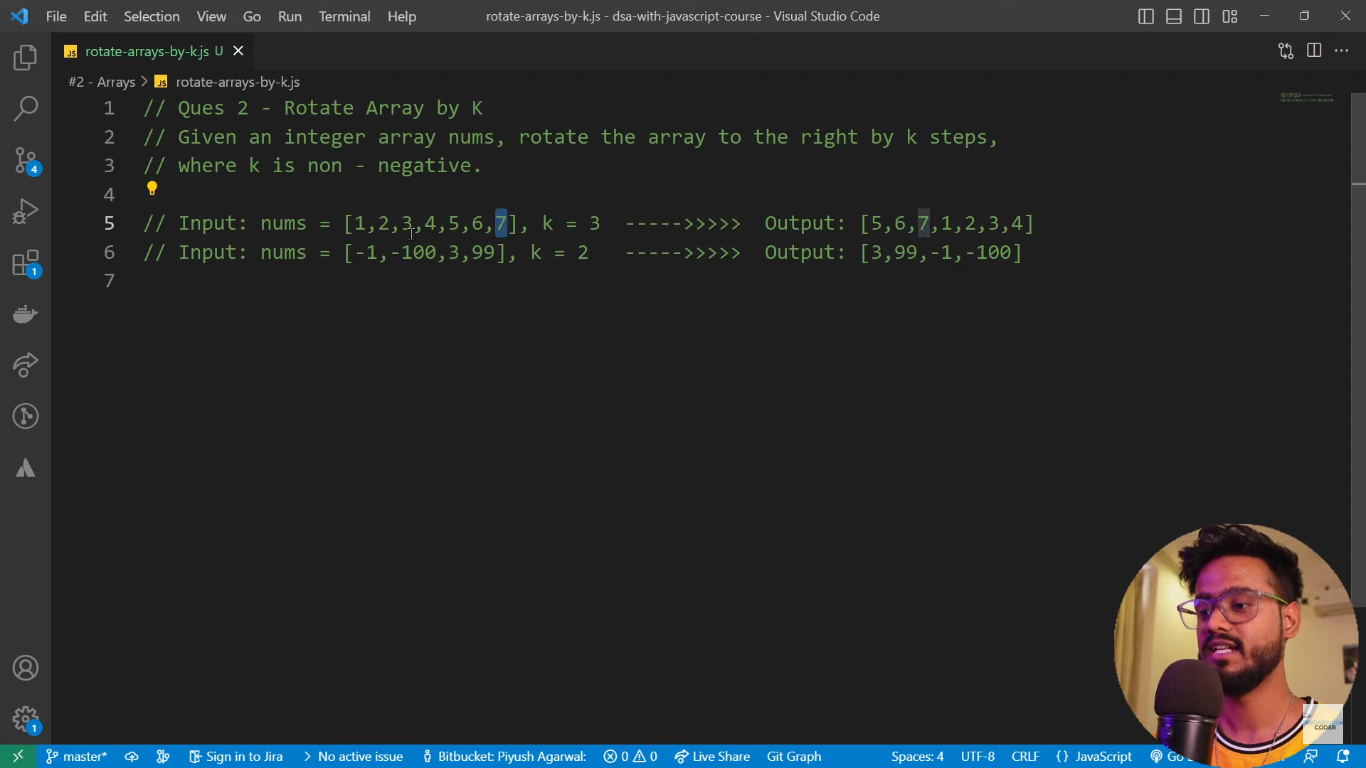 File Edit Selection View Go Run Terminal Help rotate-arrays-by-k.js - dsa-with-javascript-course - Visual Studio Code
JS rotate-arrays-by-k.js U
#2 - Arrays > JS rotate-arrays-by-k.js
1 // Ques 2 - Rotate Array by K
2 // Given an integer array nums, rotate the array to the right by k steps,
3 // where k is non - negative.
4
5 // Input: nums = [1,2,3,4,5,6,7], k = 3 ----->>>>> Output: [5,6,7,1,2,3,4]
6 // Input: nums = [-1,-100,3,99], k = 2 ----->>>>> Output: [3,99,-1,-100]
7
4
1
1
CODER
master* Sign in to Jira No active issue Bitbucket: Piyush Agarwal: 0 0 Live Share Git Graph Spaces: 4 UTF-8 CRLF { } JavaScript Go